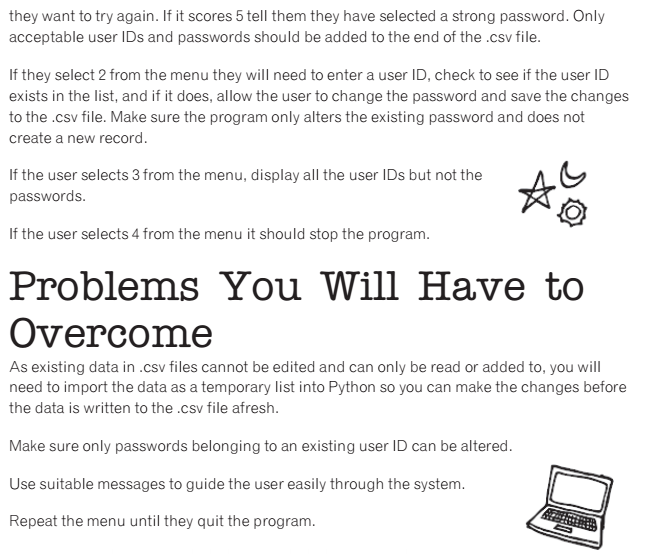 they want to try again. If it scores 5 tell them they have selected a strong password. Only
acceptable user IDs and passwords should be added to the end of the .csv file.
If they select 2 from the menu they will need to enter a user ID, check to see if the user ID
exists in the list, and if it does, allow the user to change the password and save the changes
to the .csv file. Make sure the program only alters the existing password and does not
create a new record.
If the user selects 3 from the menu, display all the user IDs but not the
passwords.
If the user selects 4 from the menu it should stop the program.
Problems You Will Have to
Overcome
As existing data in .csv files cannot be edited and can only be read or added to, you will
need to import the data as a temporary list into Python so you can make the changes before
the data is written to the .csv file afresh.
Make sure only passwords belonging to an existing user ID can be altered.
Use suitable messages to guide the user easily through the system.
Repeat the menu until they quit the program.